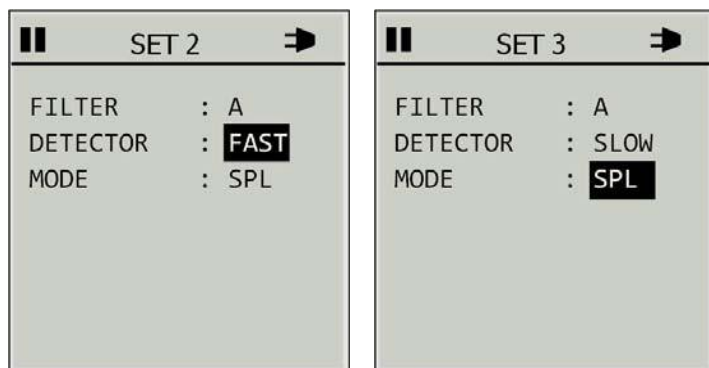 SET 2
FILTER : A
DETECTOR : FAST
MODE : SPL
SET 3
FILTER : A
DETECTOR : SLOW
MODE : SPL